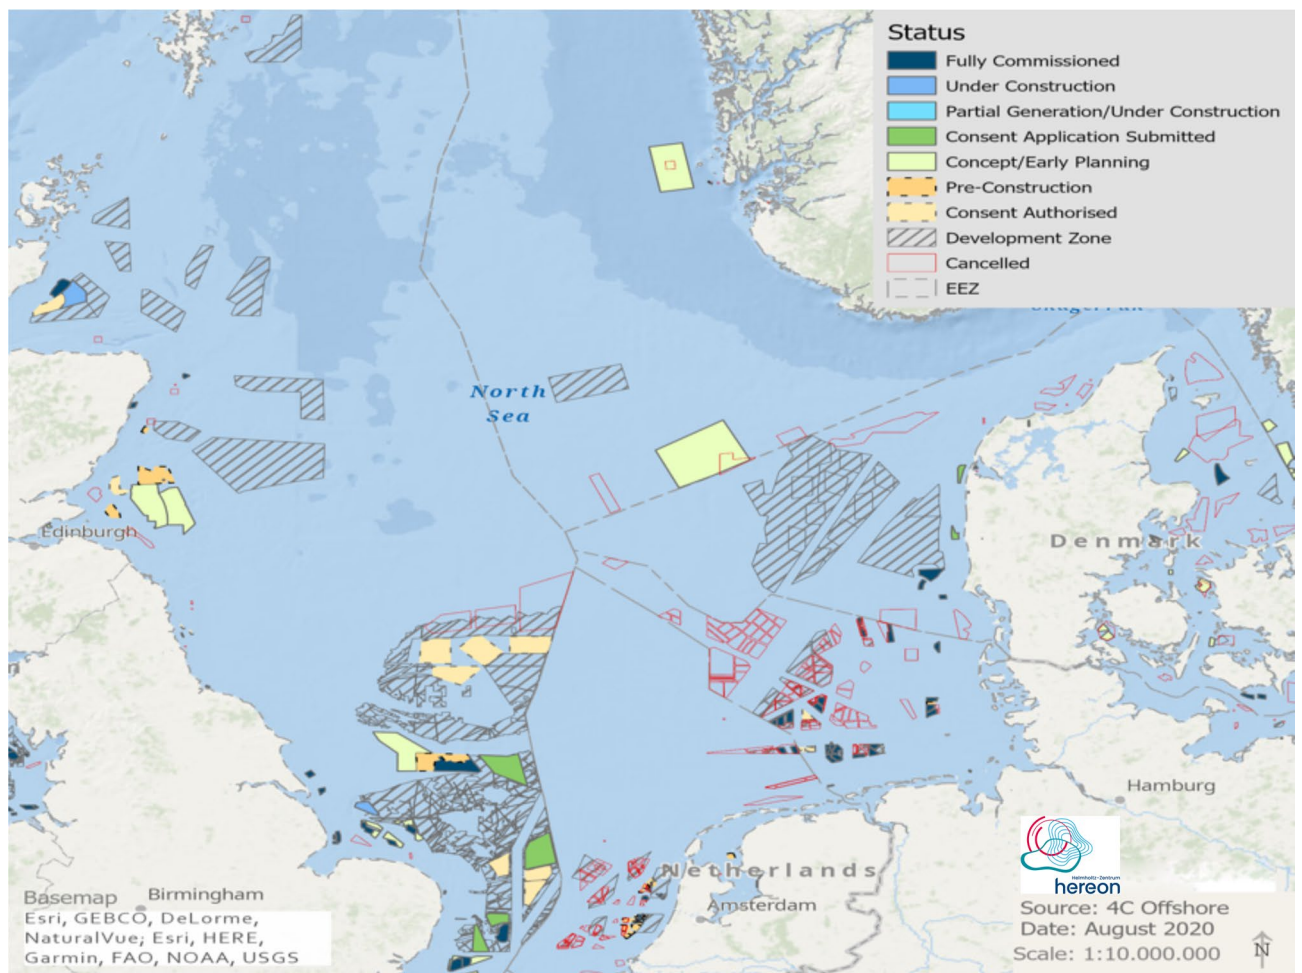 Status
Fully Commissioned
Under Construction
Partial Generation/Under Construction
Consent Application Submitted
Concept/Early Planning
Pre-Construction
Consent Authorised
Development Zone
Cancelled
EEZ
North
Sea
Edinburgh
Denmark
Hamburg
Netherlands
Amsterdam
Birmingham
Basemap
Esri, GEBCO, DeLorme,
NaturalVue; Esri, HERE,
Garmin, FAO, NOAA, USGS
Helmholtz-Zentrum
hereon
Source: 4C Offshore
Date: August 2020
Scale: 1:10.000.000
N